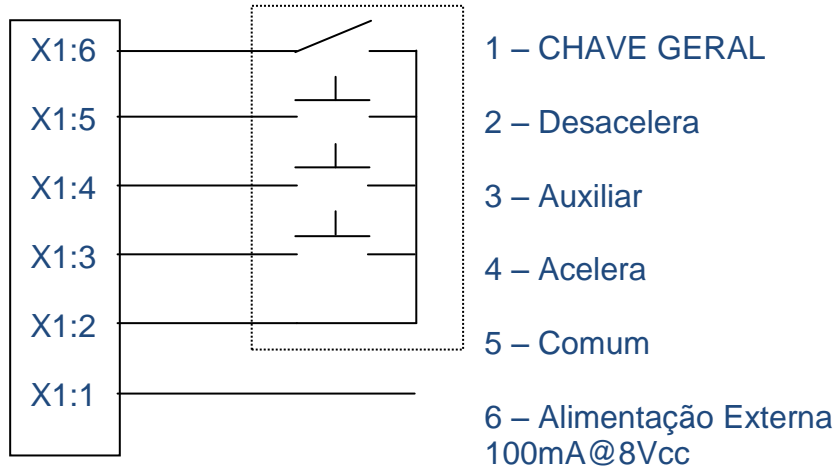 X1:6
X1:5
X1:4
X1:3
X1:2
X1:1
1 – CHAVE GERAL
2 – Desacelera
3 – Auxiliar
4 – Acelera
5 – Comum
6 – Alimentação Externa
100mA@8Vcc